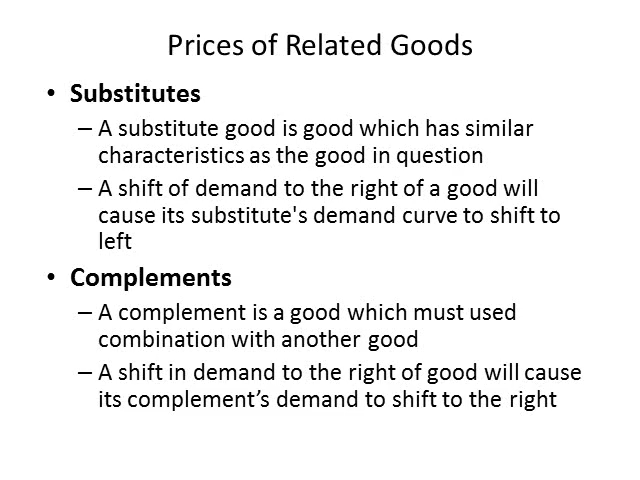 Prices of Related Goods
• Substitutes
– A substitute good is good which has similar
characteristics as the good in question
– A shift of demand to the right of a good will
cause its substitute's demand curve to shift to
left
• Complements
– A complement is a good which must used
combination with another good
– A shift in demand to the right of good will cause
its complement’s demand to shift to the right